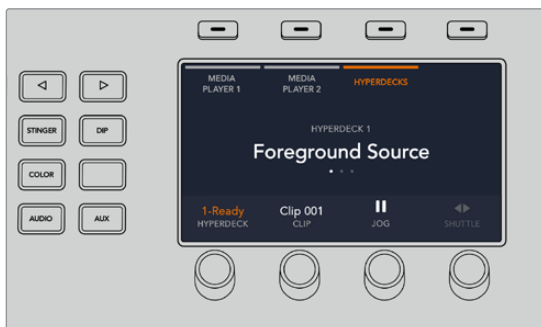 MEDIA
PLAYER 1
MEDIA
PLAYER 2
HYPERDECKS
HYPERDECK 1
Foreground Source
1-Ready
HYPERDECK
Clip 001
CLIP
JOG
SHUTTLE
STINGER
DIP
COLOR
AUDIO
AUX